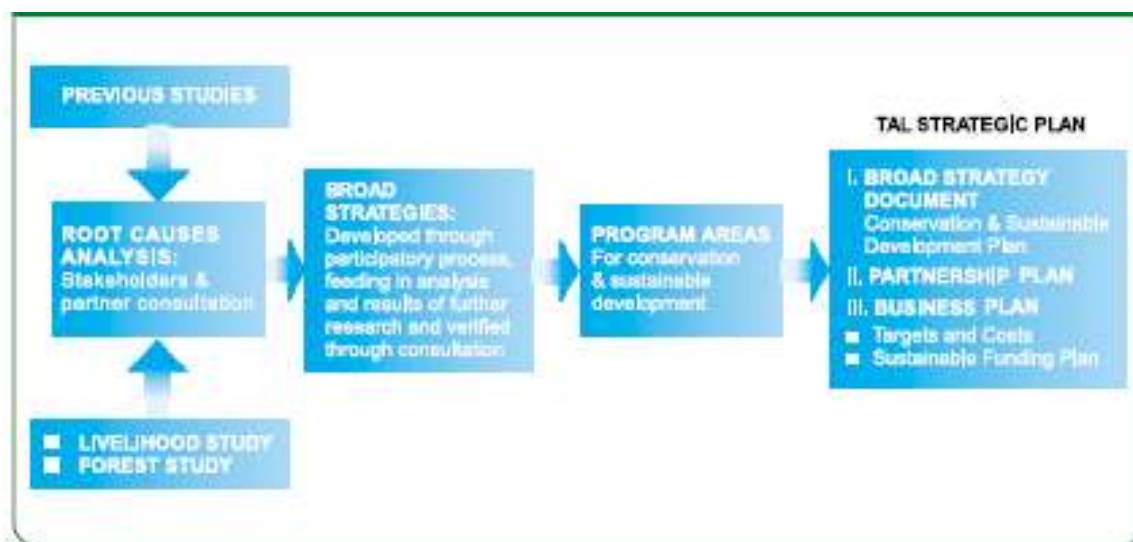 PREVIOUS STUDIES
ROOT CAUSES
ANALYSIS:
Stakeholders &
partner consultation
LIVELIHOOD STUDY
FOREST STUDY
BROAD
STRATEGIES:
Developed through
participatory process,
feeding in analysis
and results of further
research and verified
through consultation
PROGRAM AREAS
For conservation
& sustainable
development
TAL STRATEGIC PLAN
I. BROAD STRATEGY
DOCUMENT
Conservation & Sustainable
Development Plan
II. PARTNERSHIP PLAN
III. BUSINESS PLAN
Targets and Costs
Sustainable Funding Plan